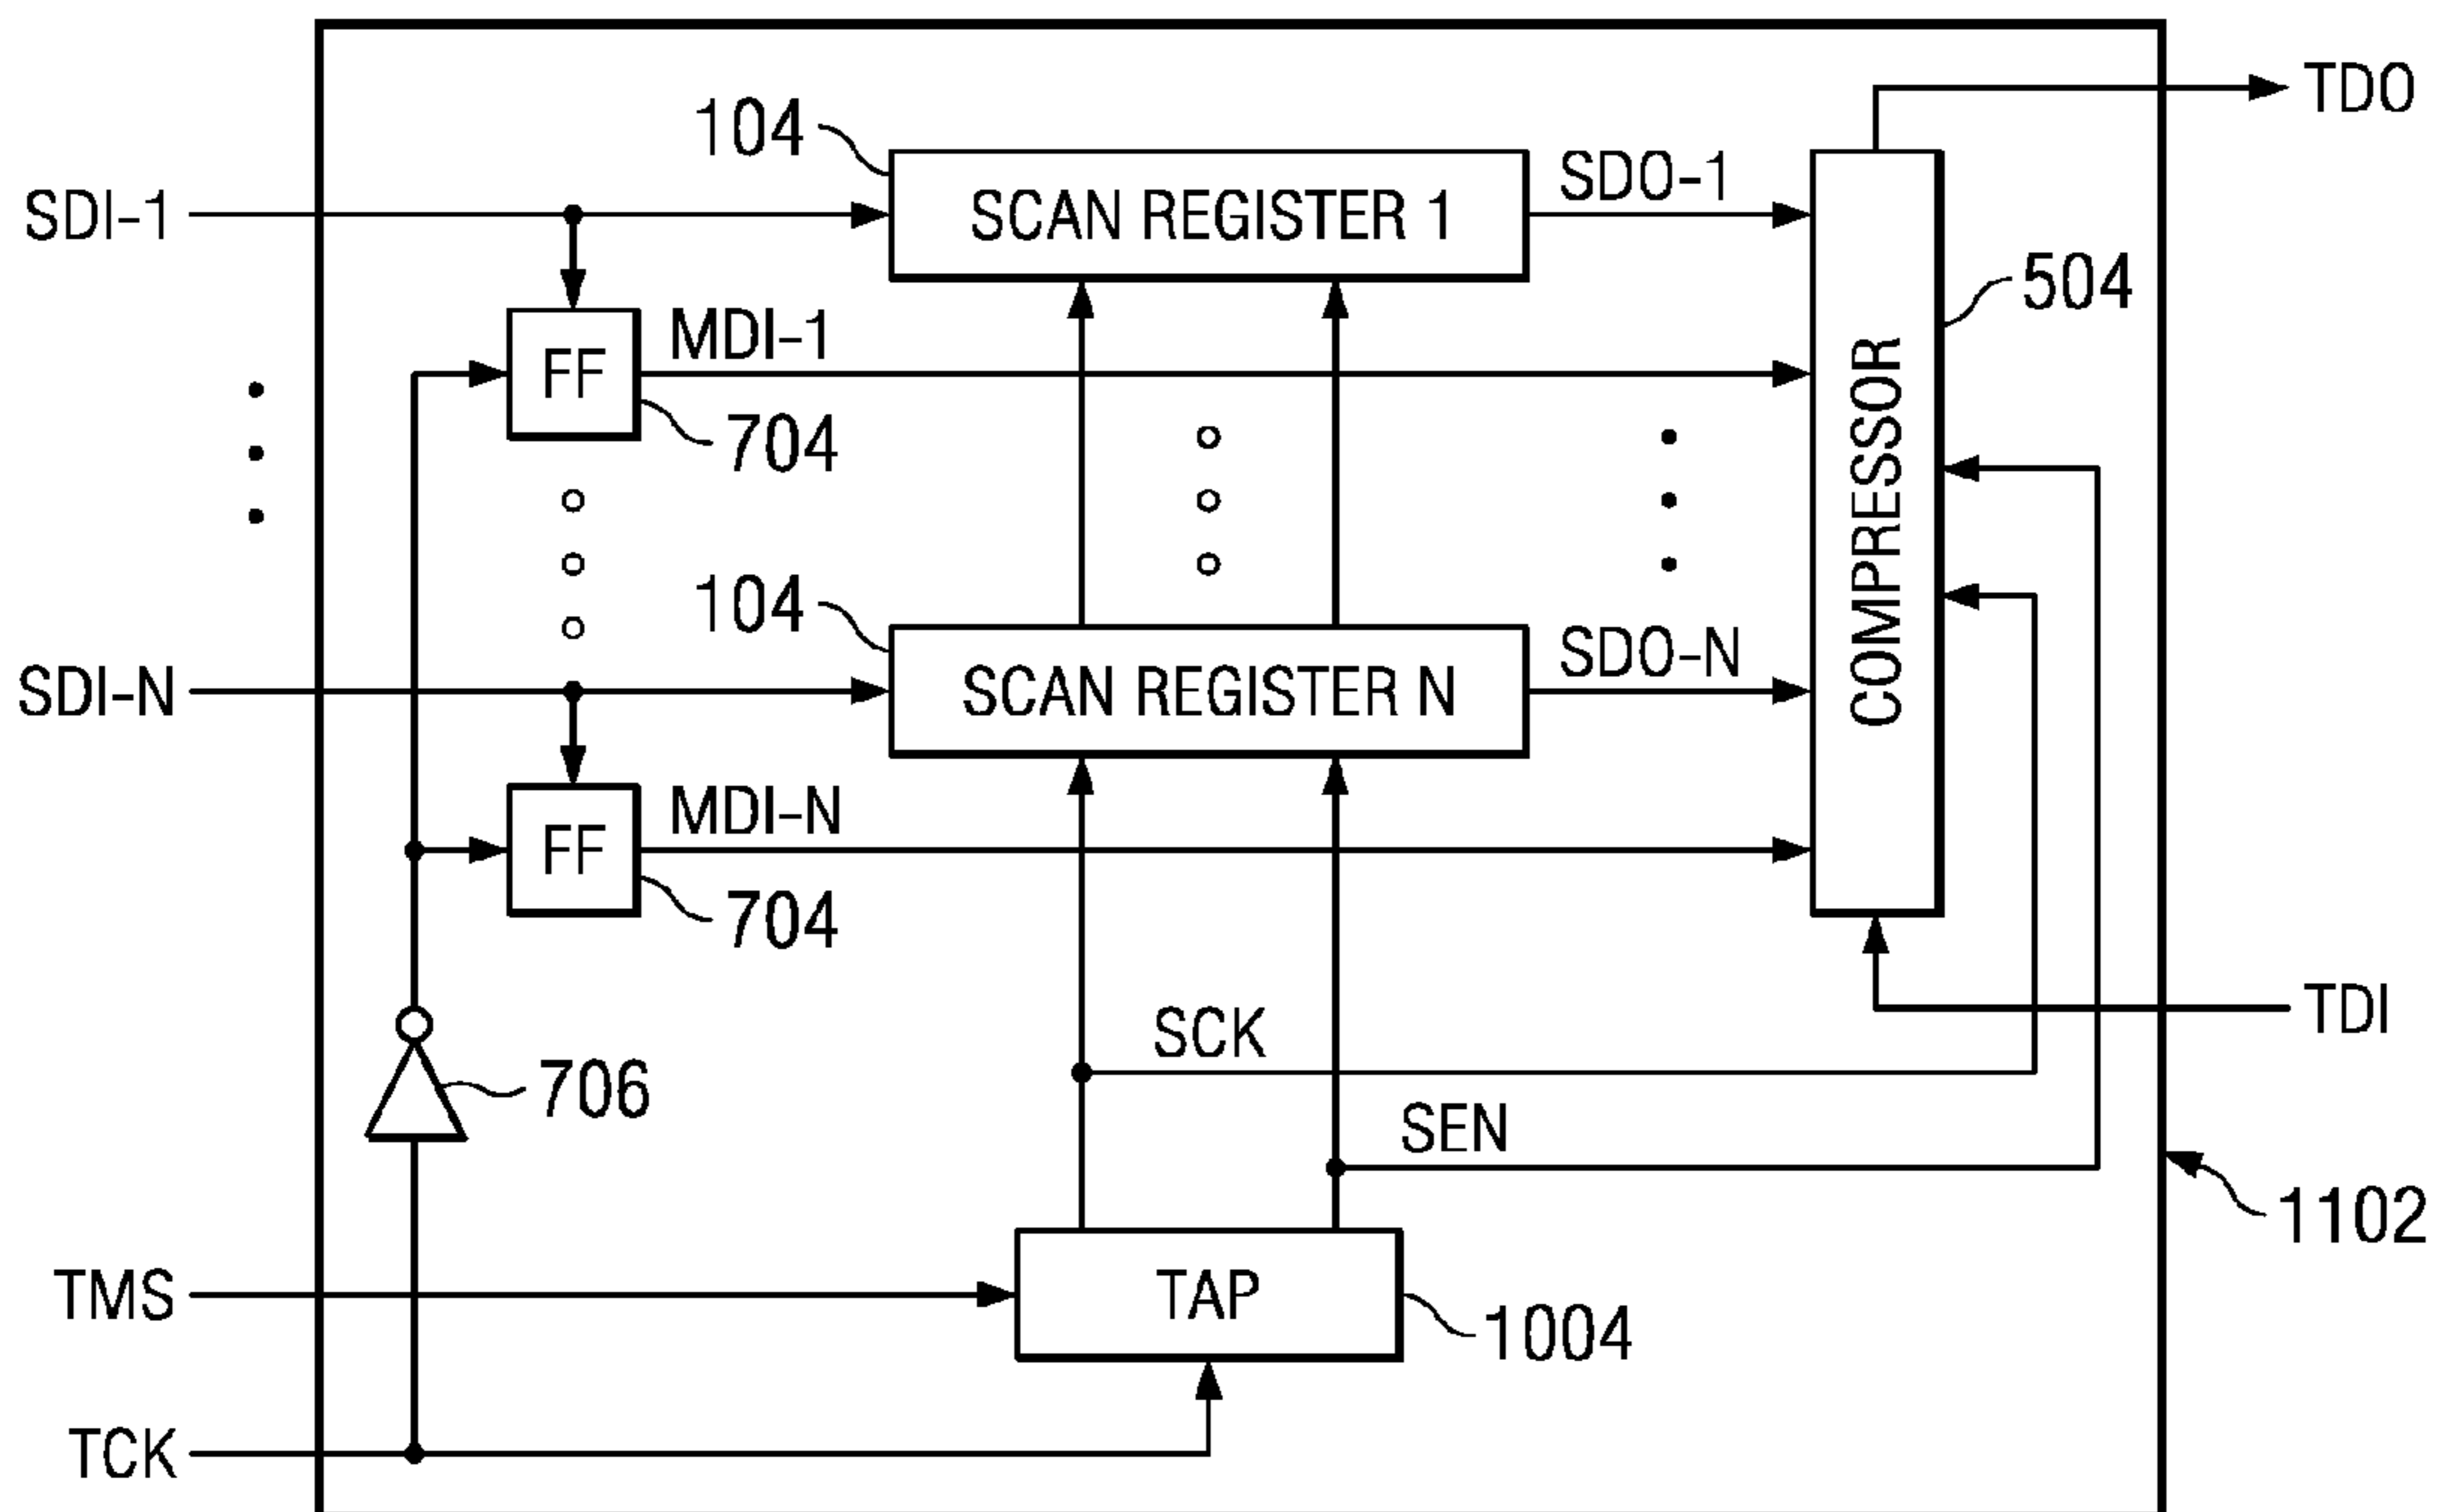 TDO
104
SDO-1
SDI-1
SCAN REGISTER 1
504
MDI-1
FF
704
COMPRESSOR
104
SDO-N
SDI-N
SCAN REGISTER N
MDI-N
FF
704
TDI
SCK
706
SEN
1102
TMS
TAP
1004
TCK